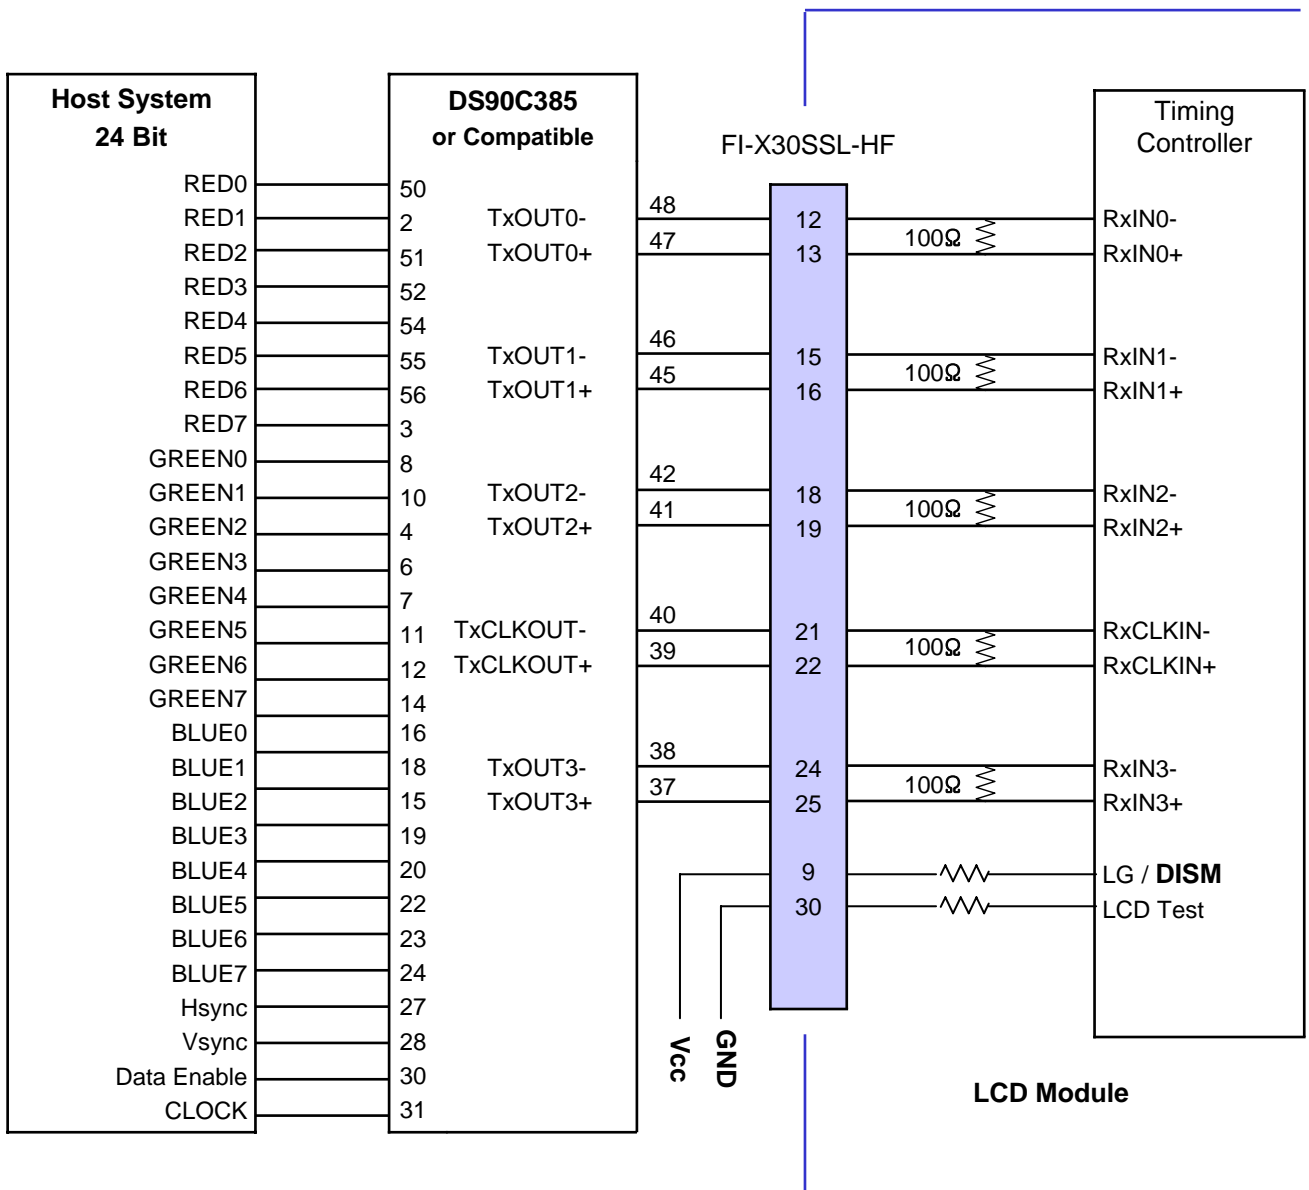 Host System
24 Bit
RED0
RED1
RED2
RED3
RED4
RED5
RED6
RED7
GREEN0
GREEN1
GREEN2
GREEN3
GREEN4
GREEN5
GREEN6
GREEN7
BLUE0
BLUE1
BLUE2
BLUE3
BLUE4
BLUE5
BLUE6
BLUE7
Hsync
Vsync
Data Enable
CLOCK
DS90C385
or Compatible
50
2
51
52
54
55
56
3
8
10
4
6
7
11
12
14
16
18
15
19
20
22
23
24
27
28
30
31
TxOUT0-
TxOUT0+
TxOUT1-
TxOUT1+
TxOUT2-
TxOUT2+
TxCLKOUT-
TxCLKOUT+
TxOUT3-
TxOUT3+
48
47
46
45
42
41
40
39
38
37
Vcc
GND
FI-X30SSL-HF
12
13
15
16
18
19
21
22
24
25
9
30
100Ω
100Ω
100Ω
100Ω
100Ω
Timing
Controller
RxIN0-
RxIN0+
RxIN1-
RxIN1+
RxIN2-
RxIN2+
RxCLKIN-
RxCLKIN+
RxIN3-
RxIN3+
LG / DISM
LCD Test
LCD Module